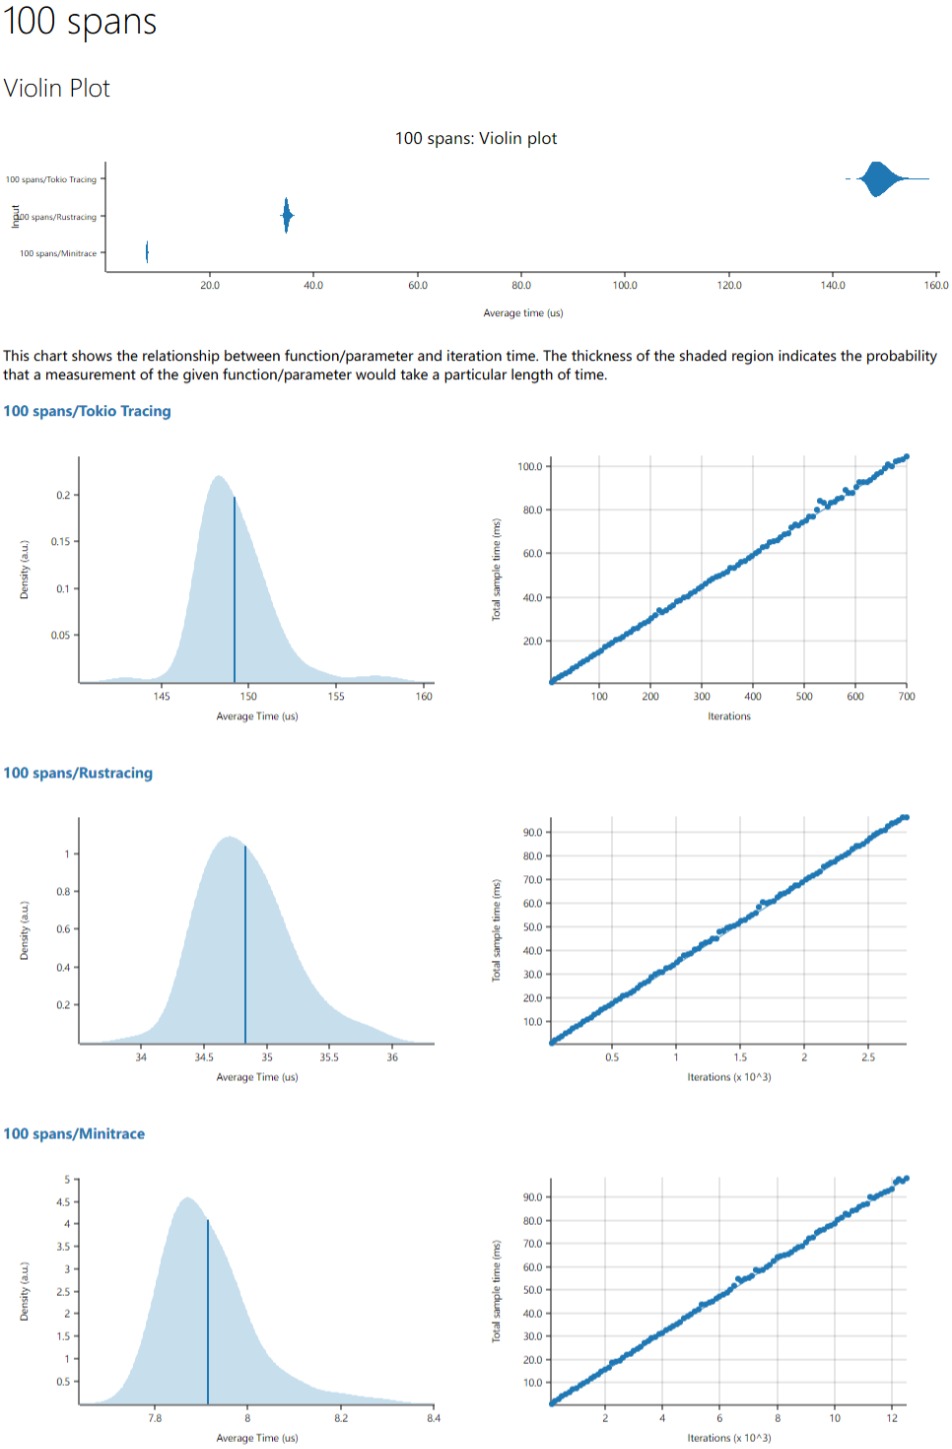 100 spans
Violin Plot
100 spans: Violin plot
100 spans/Tokio Tracing
Input
100 spans/Rustracing
100 spans/Minitrace
20.0 40.0 60.0 80.0 100.0 120.0 140.0 160.0
Average time (us)
This chart shows the relationship between function/parameter and iteration time. The thickness of the shaded region indicates the probability
that a measurement of the given function/parameter would take a particular length of time.
100 spans/Tokio Tracing
0.2
0.15
0.1
0.05
Density (a.u.)
145 150 155 160
Average Time (us)
100.0
80.0
60.0
40.0
20.0
Total sample time (ms)
100 200 300 400 500 600 700
Iterations
100 spans/Rustracing
1
0.8
0.6
0.4
0.2
Density (a.u.)
34 34.5 35 35.5 36
Average Time (us)
90.0
80.0
70.0
60.0
50.0
40.0
30.0
20.0
10.0
Total sample time (ms)
0.5 1 1.5 2 2.5
Iterations (x 10^3)
100 spans/Minitrace
5
4.5
4
3.5
3
2.5
2
1.5
1
0.5
Density (a.u.)
7.8 8 8.2 8.4
Average Time (us)
90.0
80.0
70.0
60.0
50.0
40.0
30.0
20.0
10.0
Total sample time (ms)
2 4 6 8 10 12
Iterations (x 10^3)